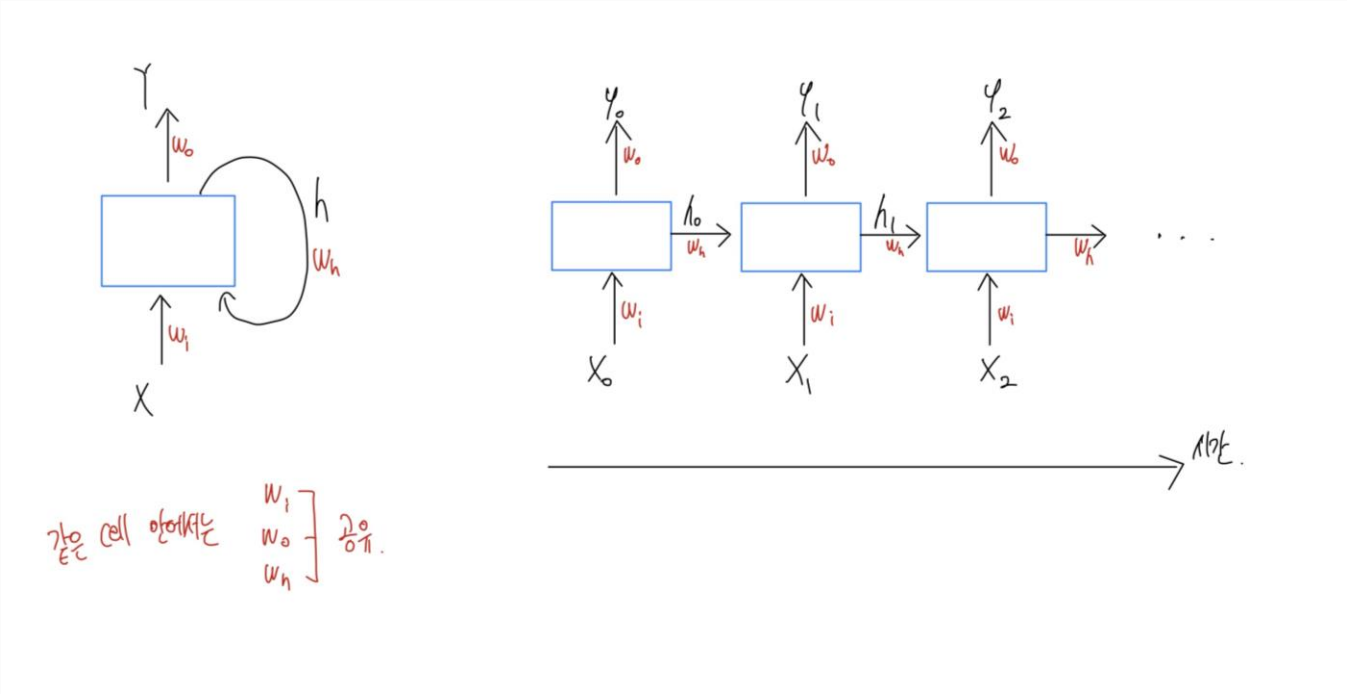 Y
w₀
h
wₕ
wᵢ
X
y₀ y₁ y₂
w₀ w₀ w₀
h₀ h₁
wₕ wₕ wₕ
. . .
wᵢ wᵢ wᵢ
X₀ X₁ X₂
시간.
같은 cell 안에서는
wᵢ
w₀
wₕ
공유.